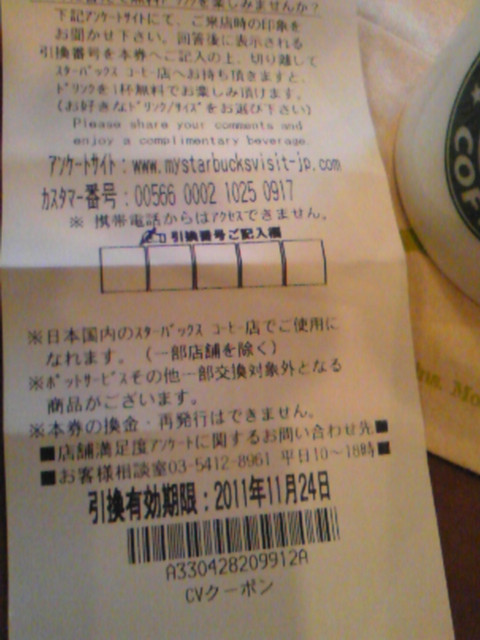 を楽しみませんか?
下記アンケートサイトにて、ご来店時の印象を
お聞かせ下さい。回答後に表示される
引換番号を本券へご記入の上、切り離して
スターバックス コーヒー店へお持ち頂きますと、
ドリンクを1杯無料でお楽しみ頂けます。
(お好きなドリンク/サイズをお選び下さい)
Please share your comments and
enjoy a complimentary beverage.
アンケートサイト:www.mystarbucksvisit-jp.com
カスタマー番号:00566 0002 1025 0917
※ 携帯電話からはアクセスできません。
引換番号ご記入欄
※日本国内のスターバックス コーヒー店でご使用に
なれます。(一部店舗を除く)
※ポットサービスその他一部交換対象外となる
商品がございます。
※本券の換金・再発行はできません。
■店舗満足度アンケートに関するお問い合わせ先■
■お客様相談室03-5412-8961 平日10~18時■
引換有効期限:2011年11月24日
A330428209912A
CVクーポン
COF